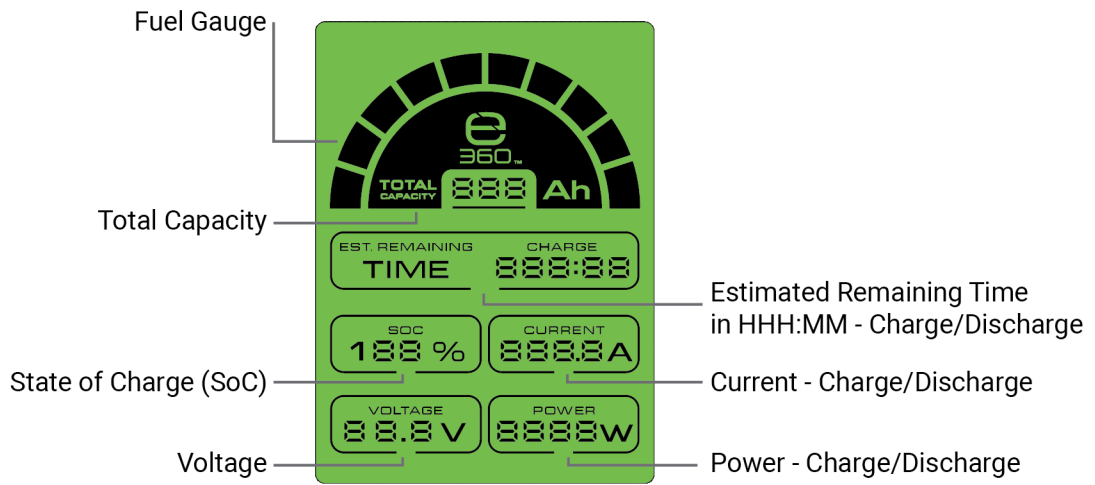 Fuel Gauge
e
360™
TOTAL
CAPACITY
888 Ah
Total Capacity
EST. REMAINING
TIME
CHARGE
888:88
Estimated Remaining Time
in HHH:MM - Charge/Discharge
SOC
188 %
CURRENT
888.8 A
State of Charge (SoC)
Current - Charge/Discharge
VOLTAGE
88.8 V
POWER
8888W
Voltage
Power - Charge/Discharge